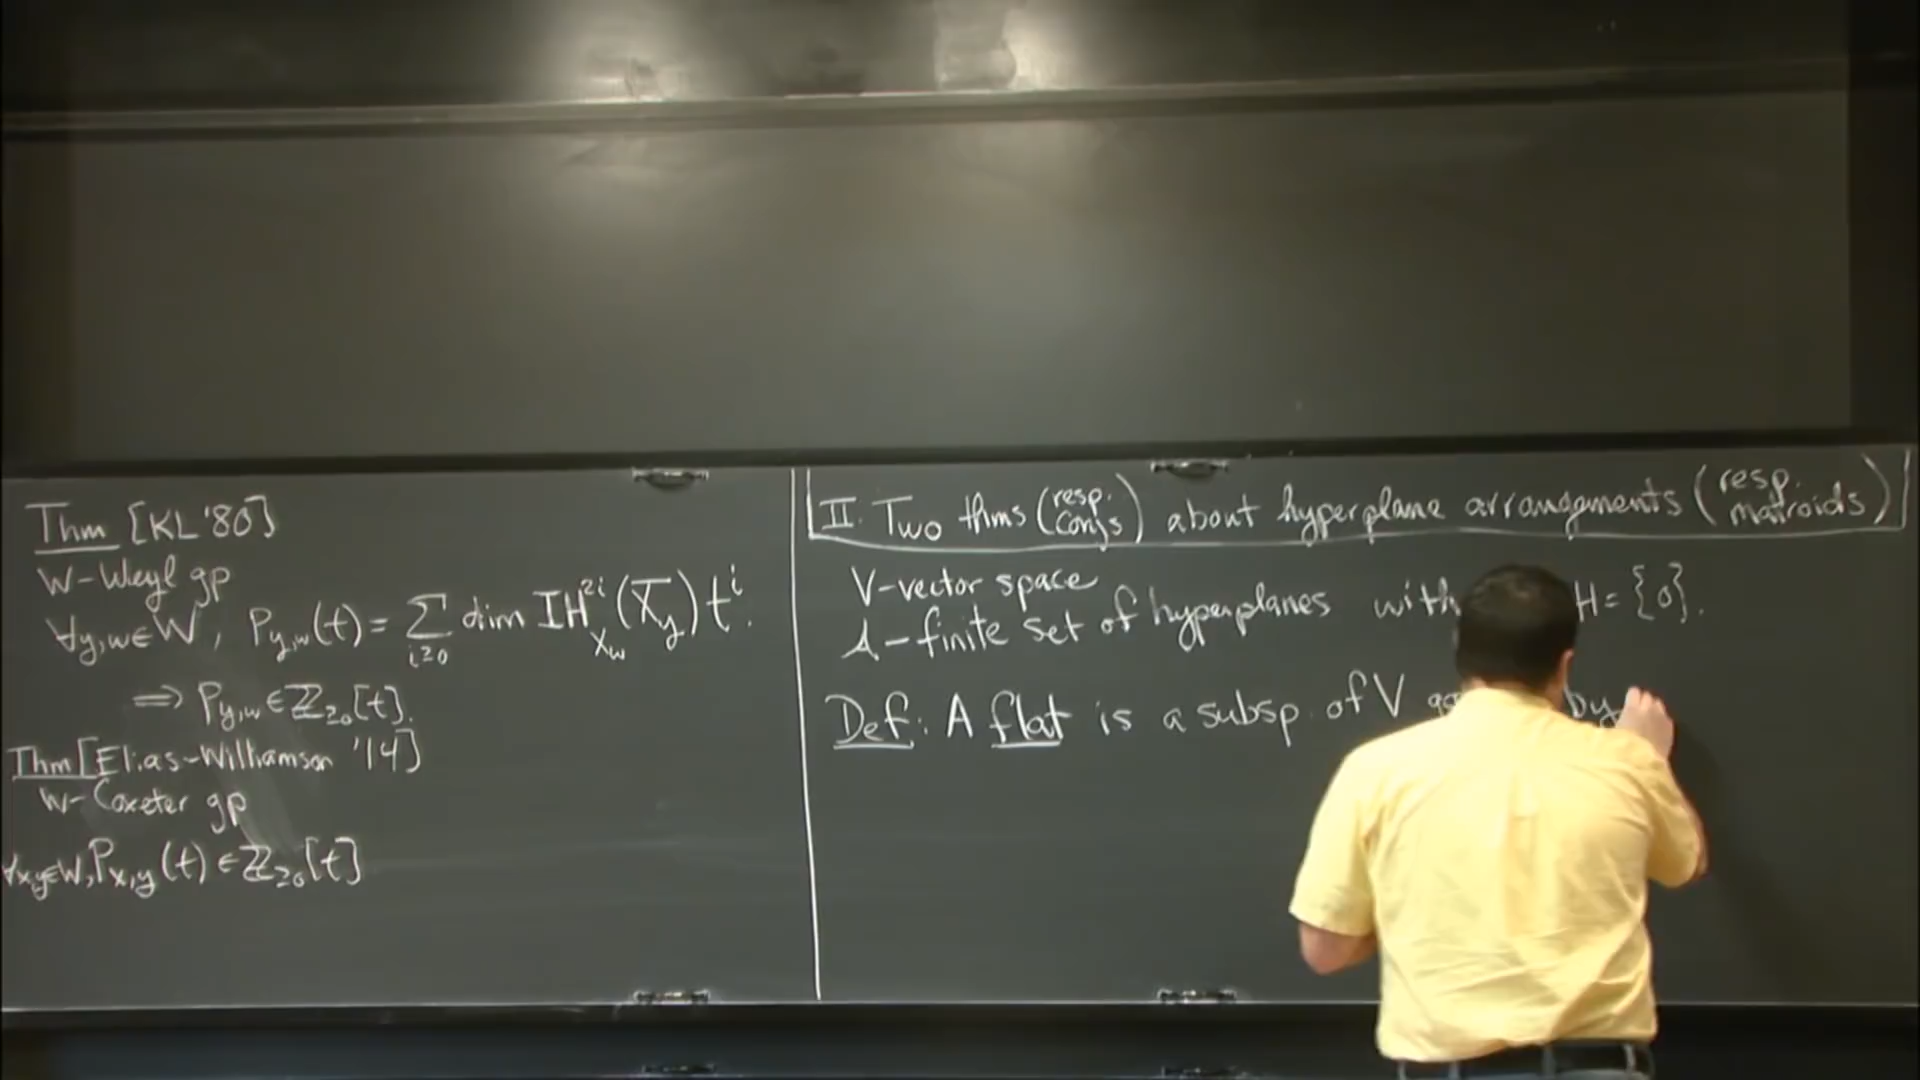 Thm [KL '80]
W-Weyl gp
∀y,w∈W, P_{y,w}(t) = Σ_{i≥0} dim IH^{2i}_{X_w}(X̄_y) t^i.
⟹ P_{y,w} ∈ ℤ_{≥0}[t].
Thm [Elias-Williamson '14]
W-Coxeter gp
∀x,y∈W, P_{x,y}(t) ∈ ℤ_{≥0}[t]
II. Two thms (resp. conjs) about hyperplane arrangements (resp. matroids)
V-vector space
A-finite set of hyperplanes with H = {0}.
Def: A flat is a subsp. of V by